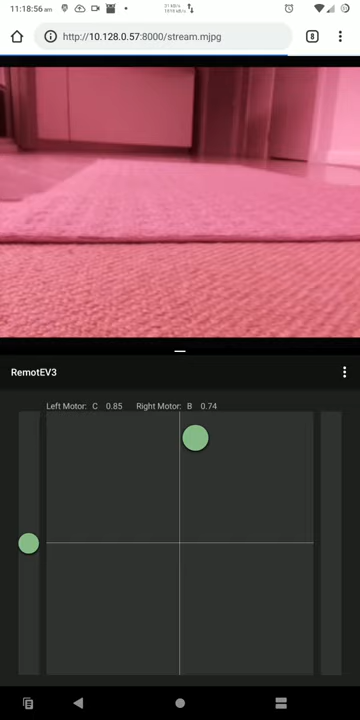 11:18:56 am
http://10.128.0.57:8000/stream.mjpg
8
RemotEV3
Left Motor: C 0.85 Right Motor: B 0.74